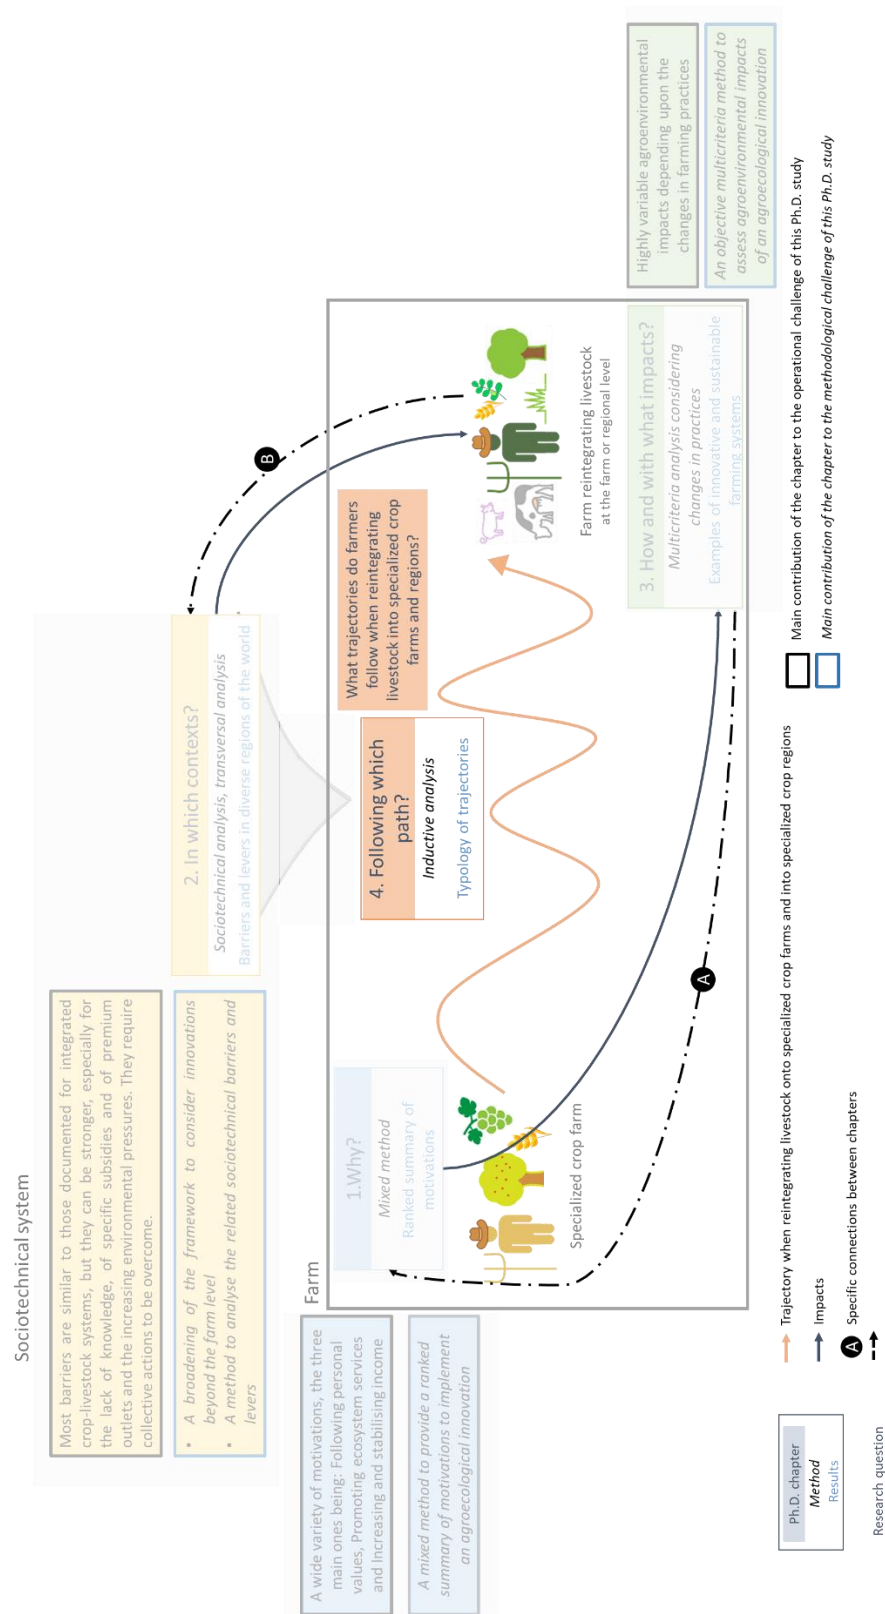 Sociotechnical system
Most barriers are similar to those documented for integrated
crop-livestock systems, but they can be stronger, especially for
the lack of knowledge, of specific subsidies and of premium
outlets and the increasing environmental pressures. They require
collective actions to be overcome.
• A broadening of the framework to consider innovations
beyond the farm level
• A method to analyse the related sociotechnical barriers and
levers
2. In which contexts?
Sociotechnical analysis, transversal analysis
Barriers and levers in diverse regions of the world
A wide variety of motivations, the three
main ones being: Following personal
values, Promoting ecosystem services
and Increasing and stabilising income
A mixed method to provide a ranked
summary of motivations to implement
an agroecological innovation
Farm
1.Why?
Mixed method
Ranked summary of
motivations
Specialized crop farm
4. Following which
path?
Inductive analysis
Typology of trajectories
What trajectories do farmers
follow when reintegrating
livestock into specialized crop
farms and regions?
B
Farm reintegrating livestock
at the farm or regional level
A
3. How and with what impacts?
Multicriteria analysis considering
changes in practices
Examples of innovative and sustainable
farming systems
Highly variable agroenvironmental
impacts depending upon the
changes in farming practices
An objective multicriteria method to
assess agroenvironmental impacts
of an agroecological innovation
Ph.D. chapter
Method
Results
Research question
Trajectory when reintegrating livestock onto specialized crop farms and into specialized crop regions
Impacts
A Specific connections between chapters
Main contribution of the chapter to the operational challenge of this Ph.D. study
Main contribution of the chapter to the methodological challenge of this Ph.D. study